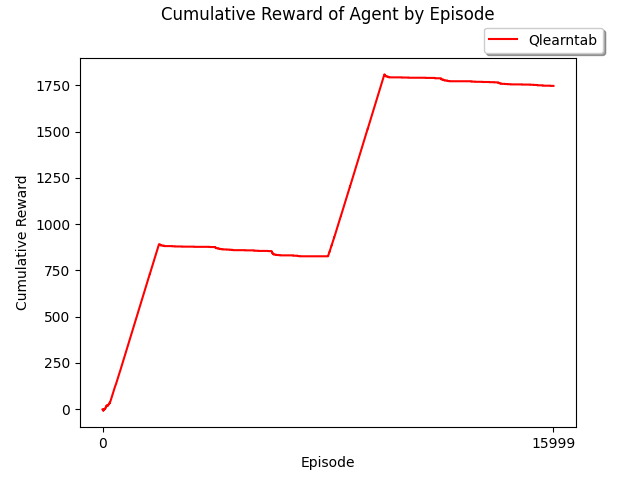 Cumulative Reward of Agent by Episode
Qlearntab
1750
1500
1250
1000
750
500
250
0
Cumulative Reward
0 15999
Episode